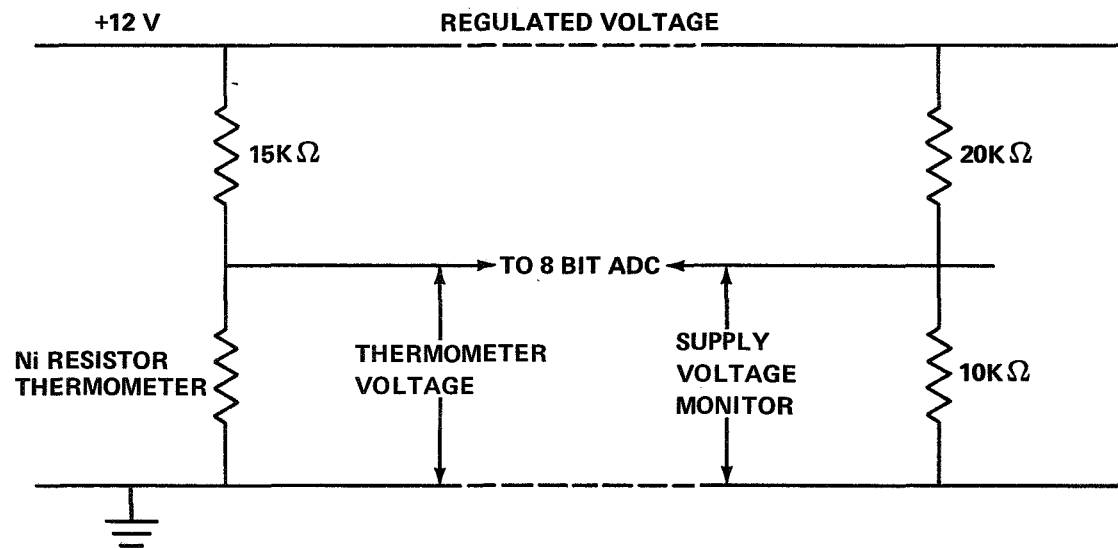 +12 V
REGULATED VOLTAGE
15KΩ
20KΩ
TO 8 BIT ADC
Ni RESISTOR
THERMOMETER
THERMOMETER
VOLTAGE
SUPPLY
VOLTAGE
MONITOR
10KΩ